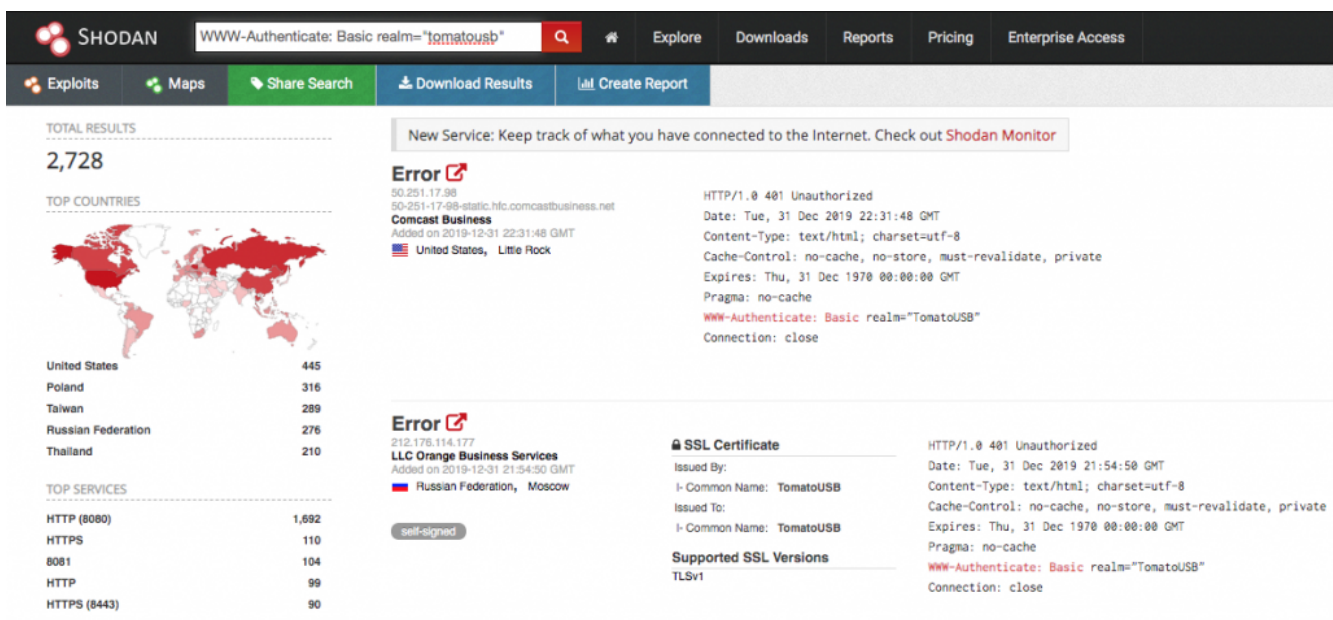 SHODAN
WWW-Authenticate: Basic realm="tomatousb"
Explore
Downloads
Reports
Pricing
Enterprise Access
Exploits
Maps
Share Search
Download Results
Create Report
TOTAL RESULTS
2,728
TOP COUNTRIES
United States 445
Poland 316
Taiwan 289
Russian Federation 276
Thailand 210
TOP SERVICES
HTTP (8080) 1,692
HTTPS 110
8081 104
HTTP 99
HTTPS (8443) 90
New Service: Keep track of what you have connected to the Internet. Check out Shodan Monitor
Error
50.251.17.98
50-251-17-98-static.hfc.comcastbusiness.net
Comcast Business
Added on 2019-12-31 22:31:48 GMT
United States, Little Rock
HTTP/1.0 401 Unauthorized
Date: Tue, 31 Dec 2019 22:31:48 GMT
Content-Type: text/html; charset=utf-8
Cache-Control: no-cache, no-store, must-revalidate, private
Expires: Thu, 31 Dec 1970 00:00:00 GMT
Pragma: no-cache
WWW-Authenticate: Basic realm="TomatoUSB"
Connection: close
Error
212.176.114.177
LLC Orange Business Services
Added on 2019-12-31 21:54:50 GMT
Russian Federation, Moscow
self-signed
SSL Certificate
Issued By:
|- Common Name: TomatoUSB
Issued To:
|- Common Name: TomatoUSB
Supported SSL Versions
TLSv1
HTTP/1.0 401 Unauthorized
Date: Tue, 31 Dec 2019 21:54:50 GMT
Content-Type: text/html; charset=utf-8
Cache-Control: no-cache, no-store, must-revalidate, private
Expires: Thu, 31 Dec 1970 00:00:00 GMT
Pragma: no-cache
WWW-Authenticate: Basic realm="TomatoUSB"
Connection: close